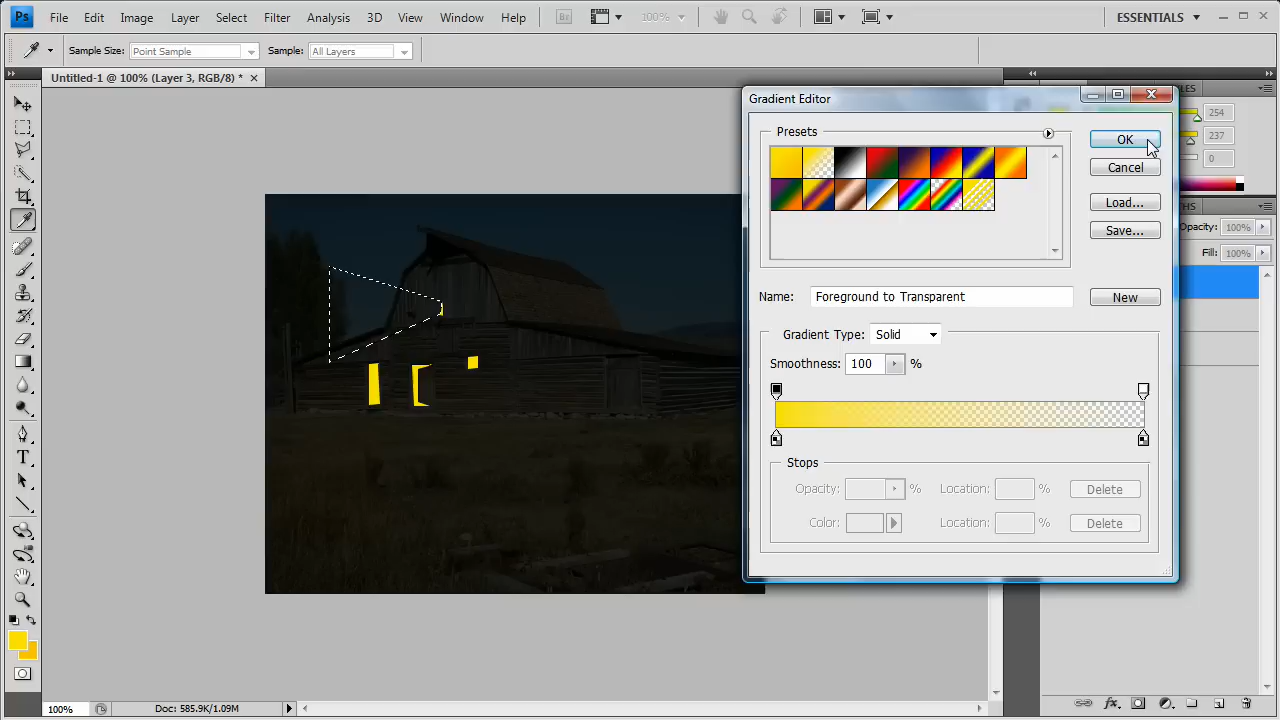 Ps File Edit Image Layer Select Filter Analysis 3D View Window Help Br 100% ESSENTIALS
Sample Size: Point Sample Sample: All Layers
Untitled-1 @ 100% (Layer 3, RGB/8) *
Gradient Editor
254
237
0
Opacity: 100%
Fill: 100%
Presets
OK
Cancel
Load...
Save...
Name: Foreground to Transparent New
Gradient Type: Solid
Smoothness: 100 %
Stops
Opacity: % Location: % Delete
Color: Location: % Delete
100% Doc: 585.9K/1.09M